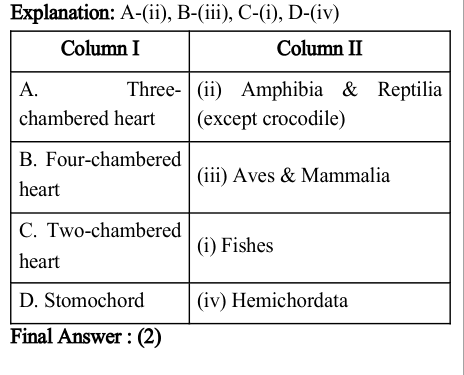 Explanation: A-(ii), B-(iii), C-(i), D-(iv)
Column I Column II
A. Three- (ii) Amphibia & Reptilia
chambered heart (except crocodile)
B. Four-chambered
heart
(iii) Aves & Mammalia
C. Two-chambered
heart
(i) Fishes
D. Stomochord (iv) Hemichordata
Final Answer : (2)